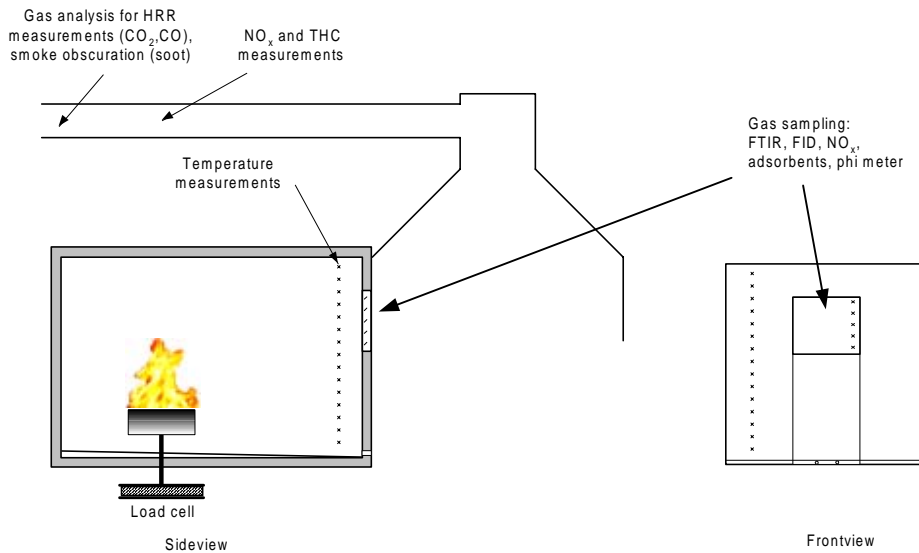 Gas analysis for HRR
measurements (CO₂,CO),
smoke obscuration (soot)
NOₓ and THC
measurements
Gas sampling:
FTIR, FID, NOₓ,
adsorbents, phi meter
Temperature
measurements
Load cell
Sideview
Frontview